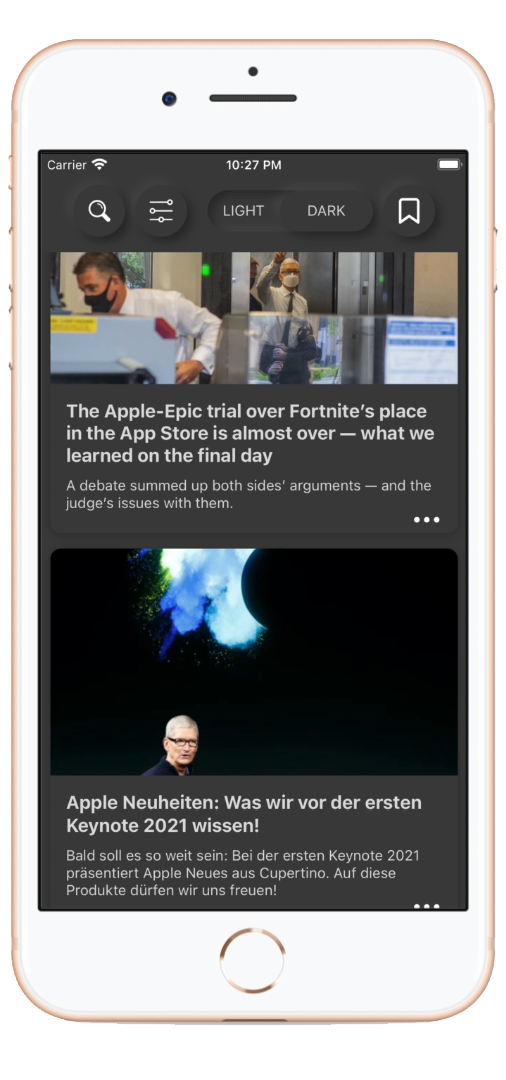 Carrier 10:27 PM
LIGHT DARK
The Apple-Epic trial over Fortnite’s place
in the App Store is almost over — what we
learned on the final day
A debate summed up both sides’ arguments — and the
judge’s issues with them.
Apple Neuheiten: Was wir vor der ersten
Keynote 2021 wissen!
Bald soll es so weit sein: Bei der ersten Keynote 2021
präsentiert Apple Neues aus Cupertino. Auf diese
Produkte dürfen wir uns freuen!